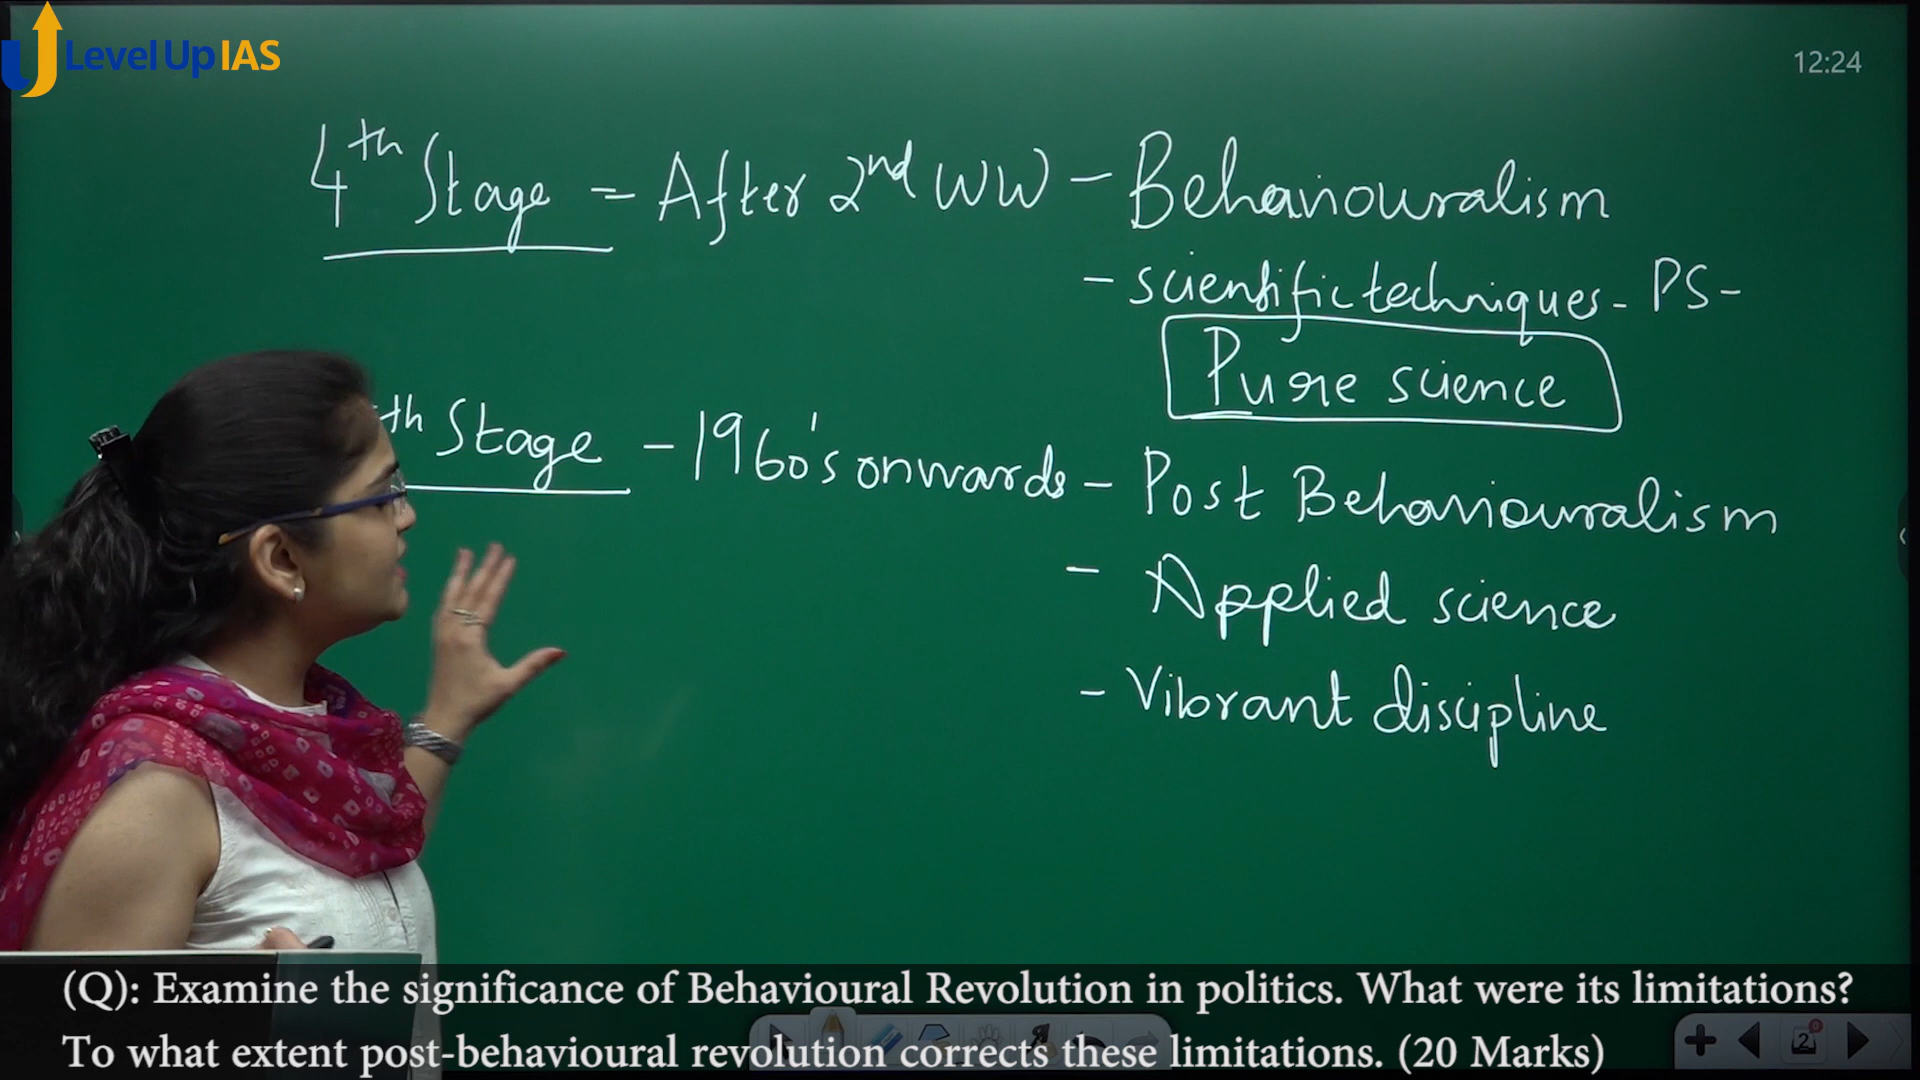 Level Up IAS
12:24
4th Stage = After 2nd WW - Behaviouralism
- scientific techniques - PS -
Pure science
th Stage - 1960's onwards - Post Behaviouralism
- Applied science
- Vibrant discipline
(Q): Examine the significance of Behavioural Revolution in politics. What were its limitations?
To what extent post-behavioural revolution corrects these limitations. (20 Marks)
2